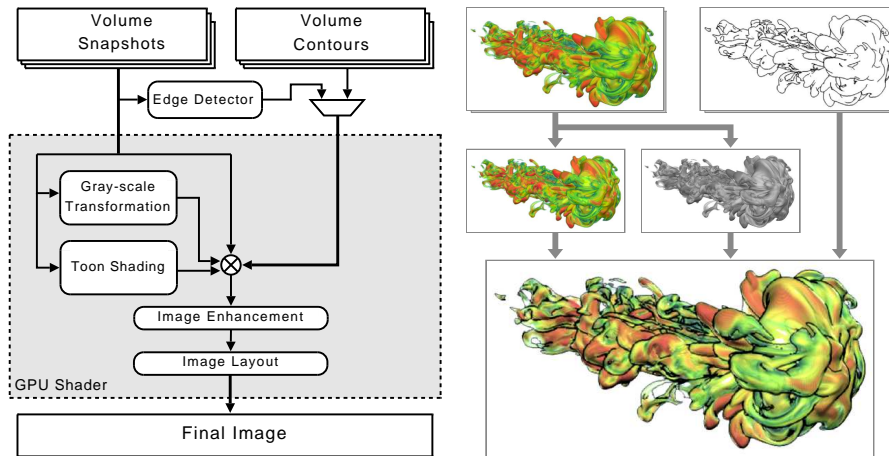 Volume
Snapshots
Volume
Contours
Edge Detector
Gray-scale
Transformation
Toon Shading
Image Enhancement
Image Layout
GPU Shader
Final Image